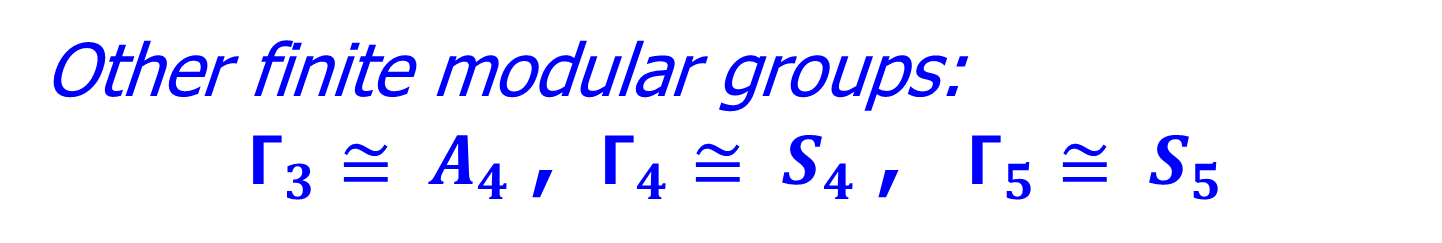 Other finite modular groups:
Γ₃ ≅ A₄ , Γ₄ ≅ S₄ , Γ₅ ≅ S₅